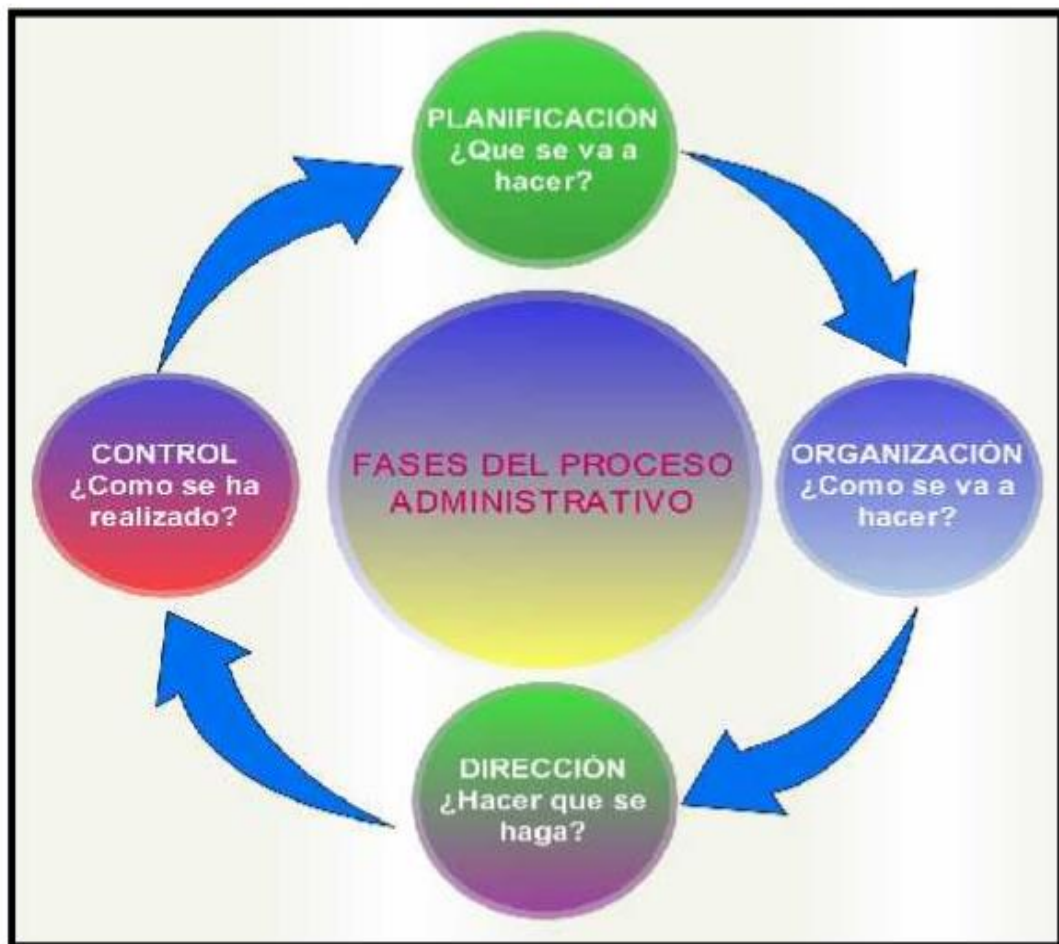 PLANIFICACIÓN
¿Que se va a
hacer?
ORGANIZACIÓN
¿Como se va a
hacer?
DIRECCIÓN
¿Hacer que se
haga?
CONTROL
¿Como se ha
realizado?
FASES DEL PROCESO
ADMINISTRATIVO